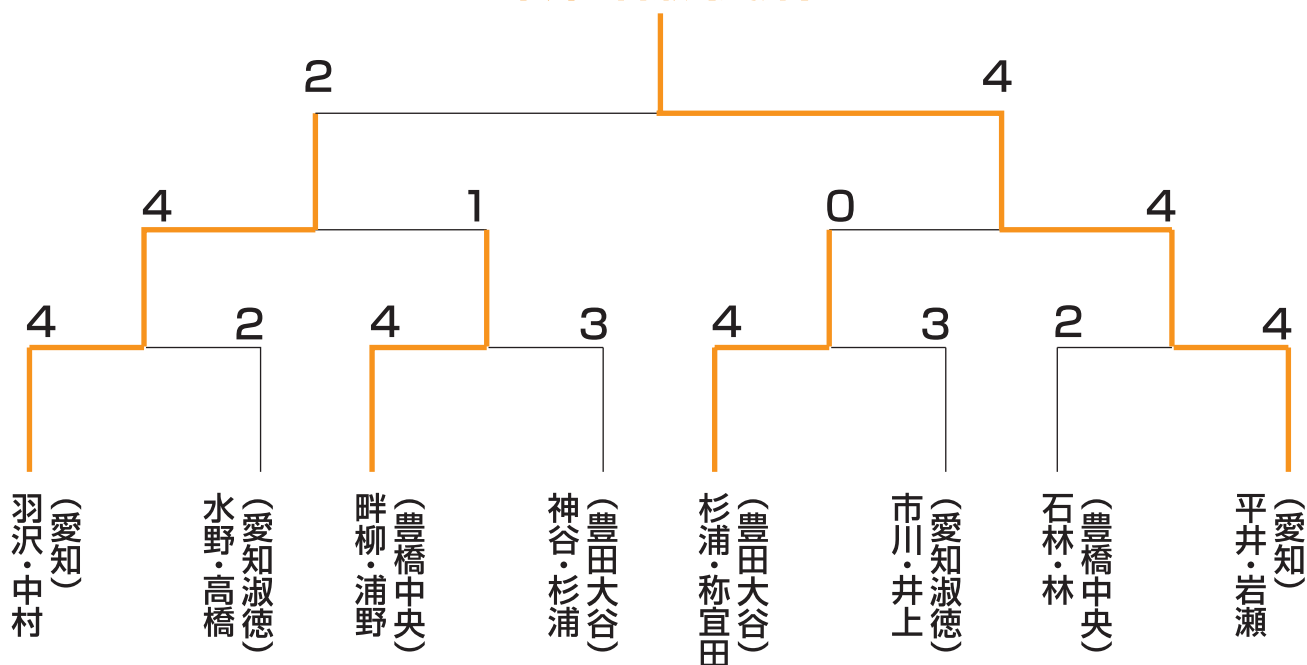 2 4
4 1 0 4
4 2 4 3 4 3 2 4
羽沢・中村
（愛知）
水野・高橋
（愛知淑徳）
畔柳・浦野
（豊橋中央）
神谷・杉浦
（豊田大谷）
杉浦・称宜田
（豊田大谷）
市川・井上
（愛知淑徳）
石林・林
（豊橋中央）
平井・岩瀬
（愛知）